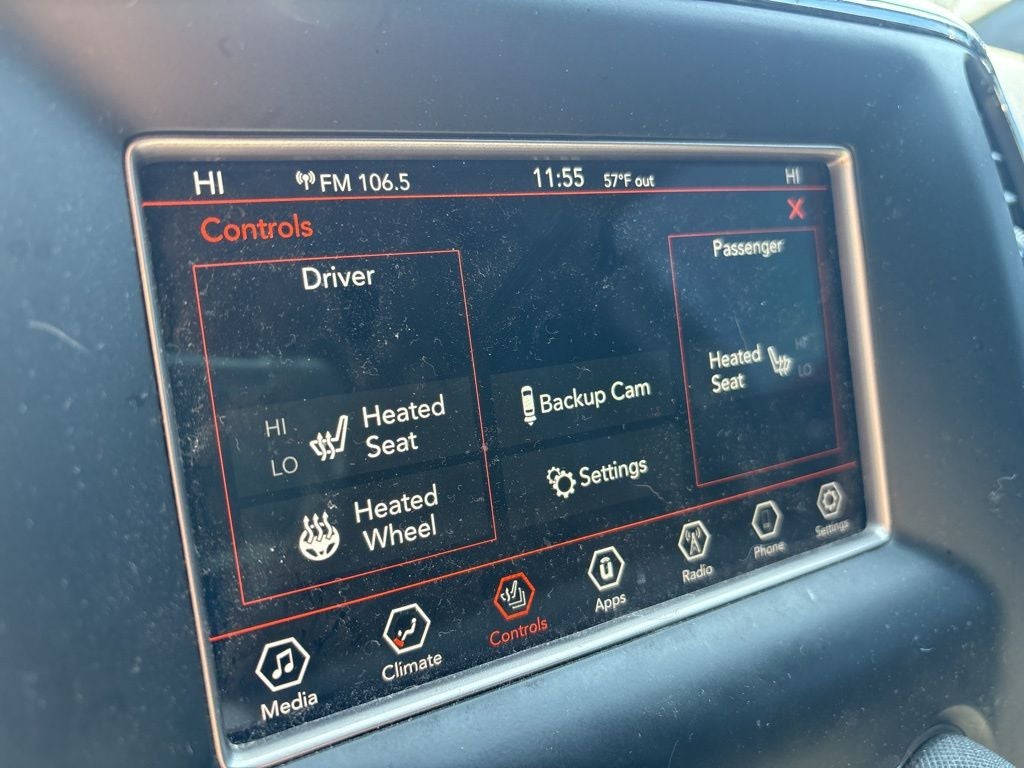 HI FM 106.5 11:55 57°F out HI
Controls X
Driver
HI
LO
Heated
Seat
Heated
Wheel
Backup Cam
Settings
Passenger
Heated
Seat
HI
LO
Media
Climate
Controls
Apps
Radio
Phone
Settings